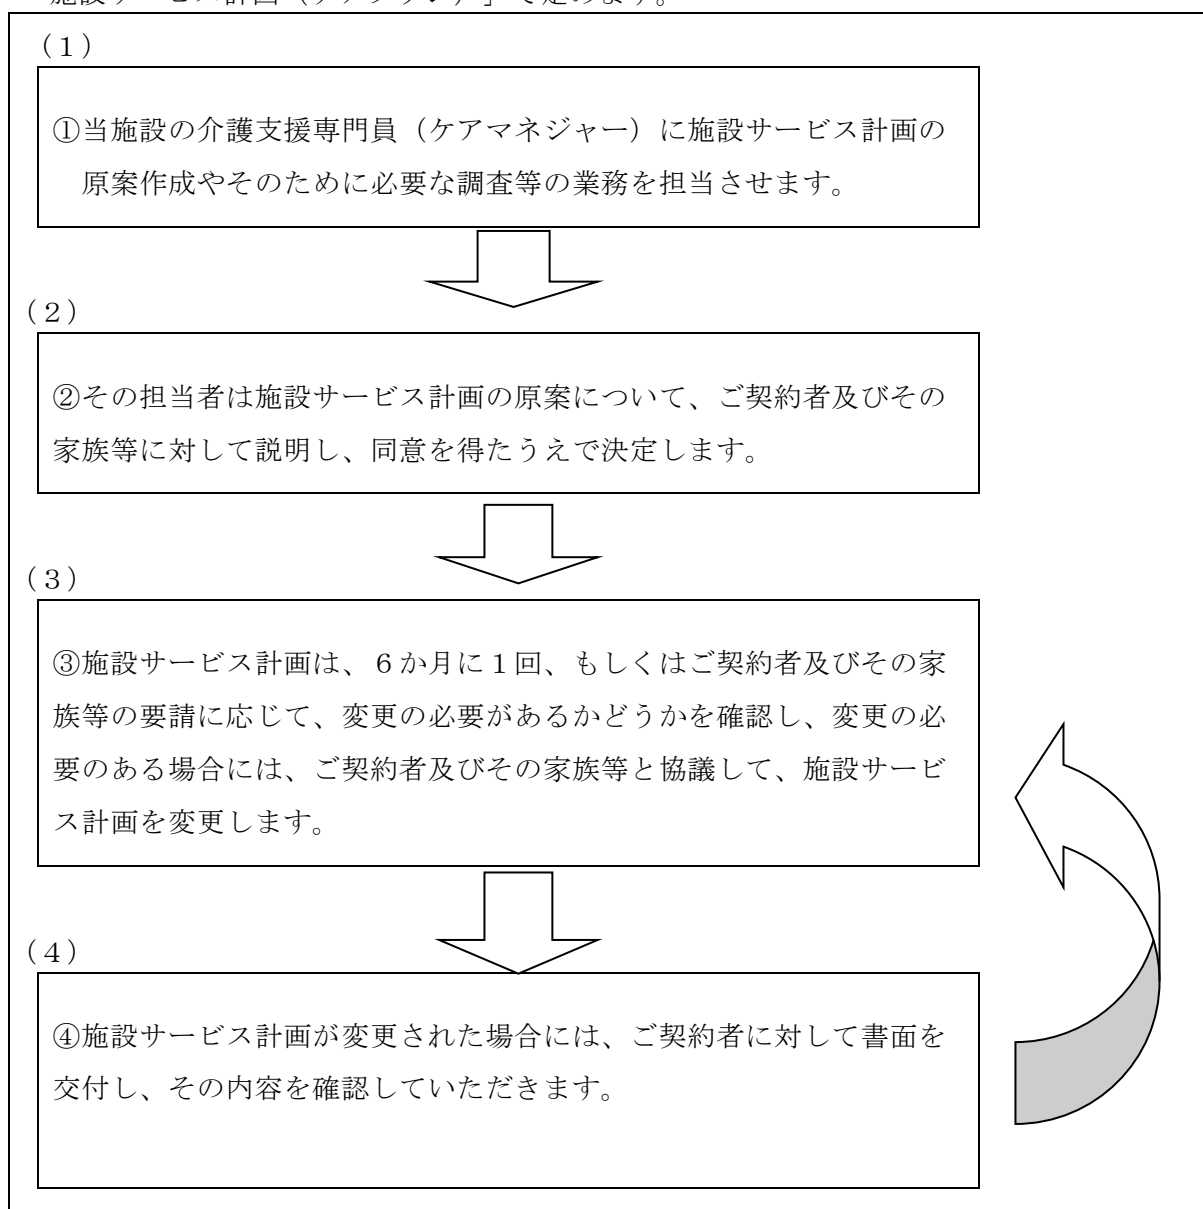 施設サービス計画（ケアプラン）」で定めます。
（１）
①当施設の介護支援専門員（ケアマネジャー）に施設サービス計画の
原案作成やそのために必要な調査等の業務を担当させます。
（２）
②その担当者は施設サービス計画の原案について、ご契約者及びその
家族等に対して説明し、同意を得たうえで決定します。
（３）
③施設サービス計画は、６か月に１回、もしくはご契約者及びその家
族等の要請に応じて、変更の必要があるかどうかを確認し、変更の必
要のある場合には、ご契約者及びその家族等と協議して、施設サービ
ス計画を変更します。
（４）
④施設サービス計画が変更された場合には、ご契約者に対して書面を
交付し、その内容を確認していただきます。